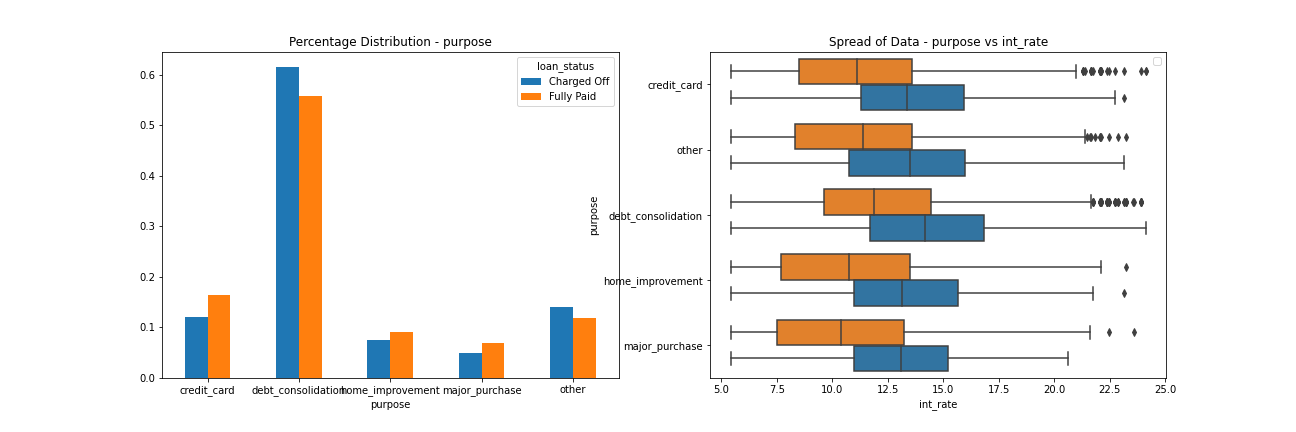 Percentage Distribution - purpose
loan_status
Charged Off
Fully Paid
0.6
0.5
0.4
0.3
0.2
0.1
0.0
credit_card debt_consolidation home_improvement major_purchase other
purpose
Spread of Data - purpose vs int_rate
purpose
credit_card
other
debt_consolidation
home_improvement
major_purchase
5.0 7.5 10.0 12.5 15.0 17.5 20.0 22.5 25.0
int_rate